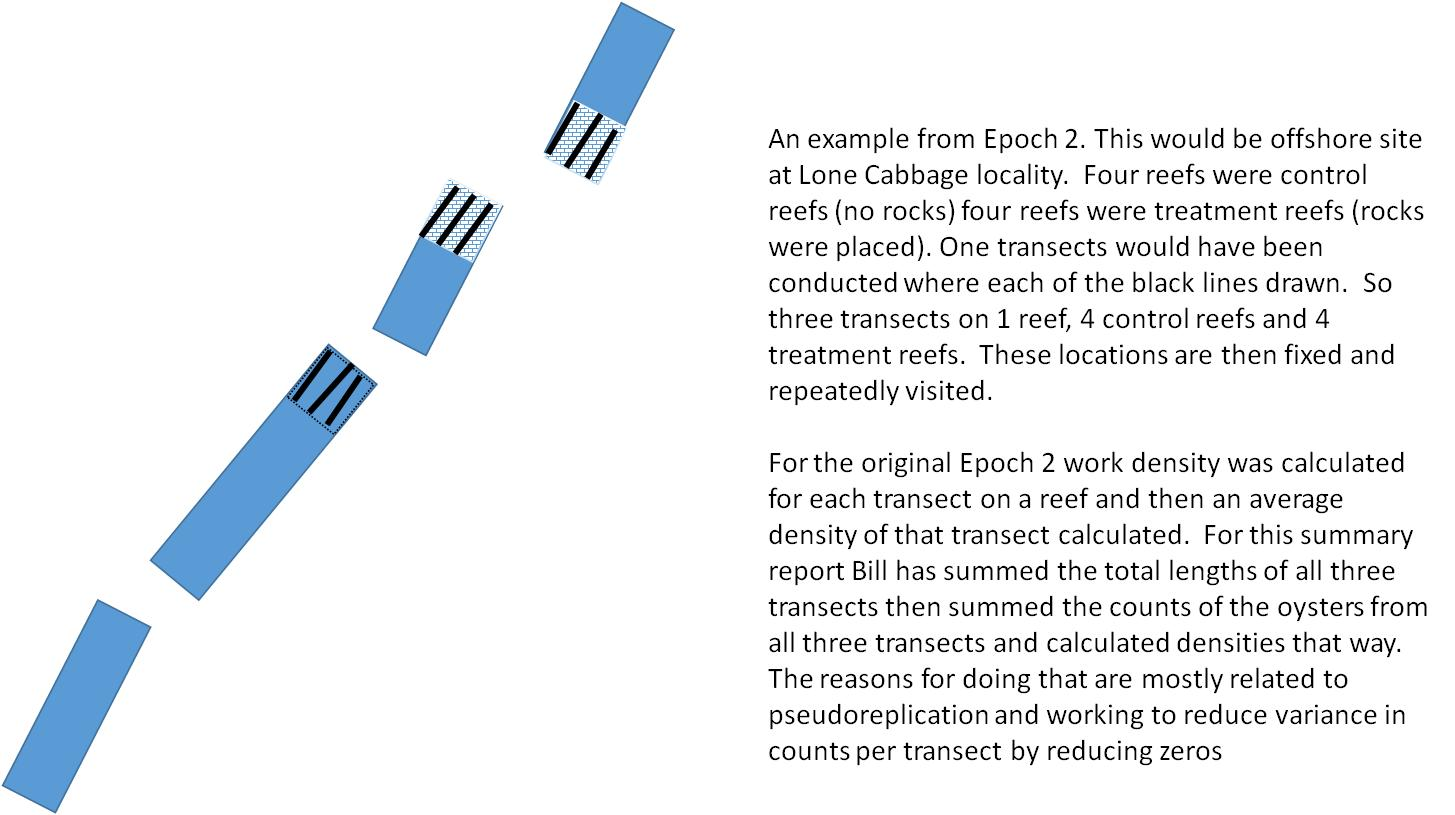 An example from Epoch 2. This would be offshore site
at Lone Cabbage locality.  Four reefs were control
reefs (no rocks) four reefs were treatment reefs (rocks
were placed). One transects would have been
conducted where each of the black lines drawn.  So
three transects on 1 reef, 4 control reefs and 4
treatment reefs.  These locations are then fixed and
repeatedly visited.
For the original Epoch 2 work density was calculated
for each transect on a reef and then an average
density of that transect calculated.  For this summary
report Bill has summed the total lengths of all three
transects then summed the counts of the oysters from
all three transects and calculated densities that way.
The reasons for doing that are mostly related to
pseudoreplication and working to reduce variance in
counts per transect by reducing zeros